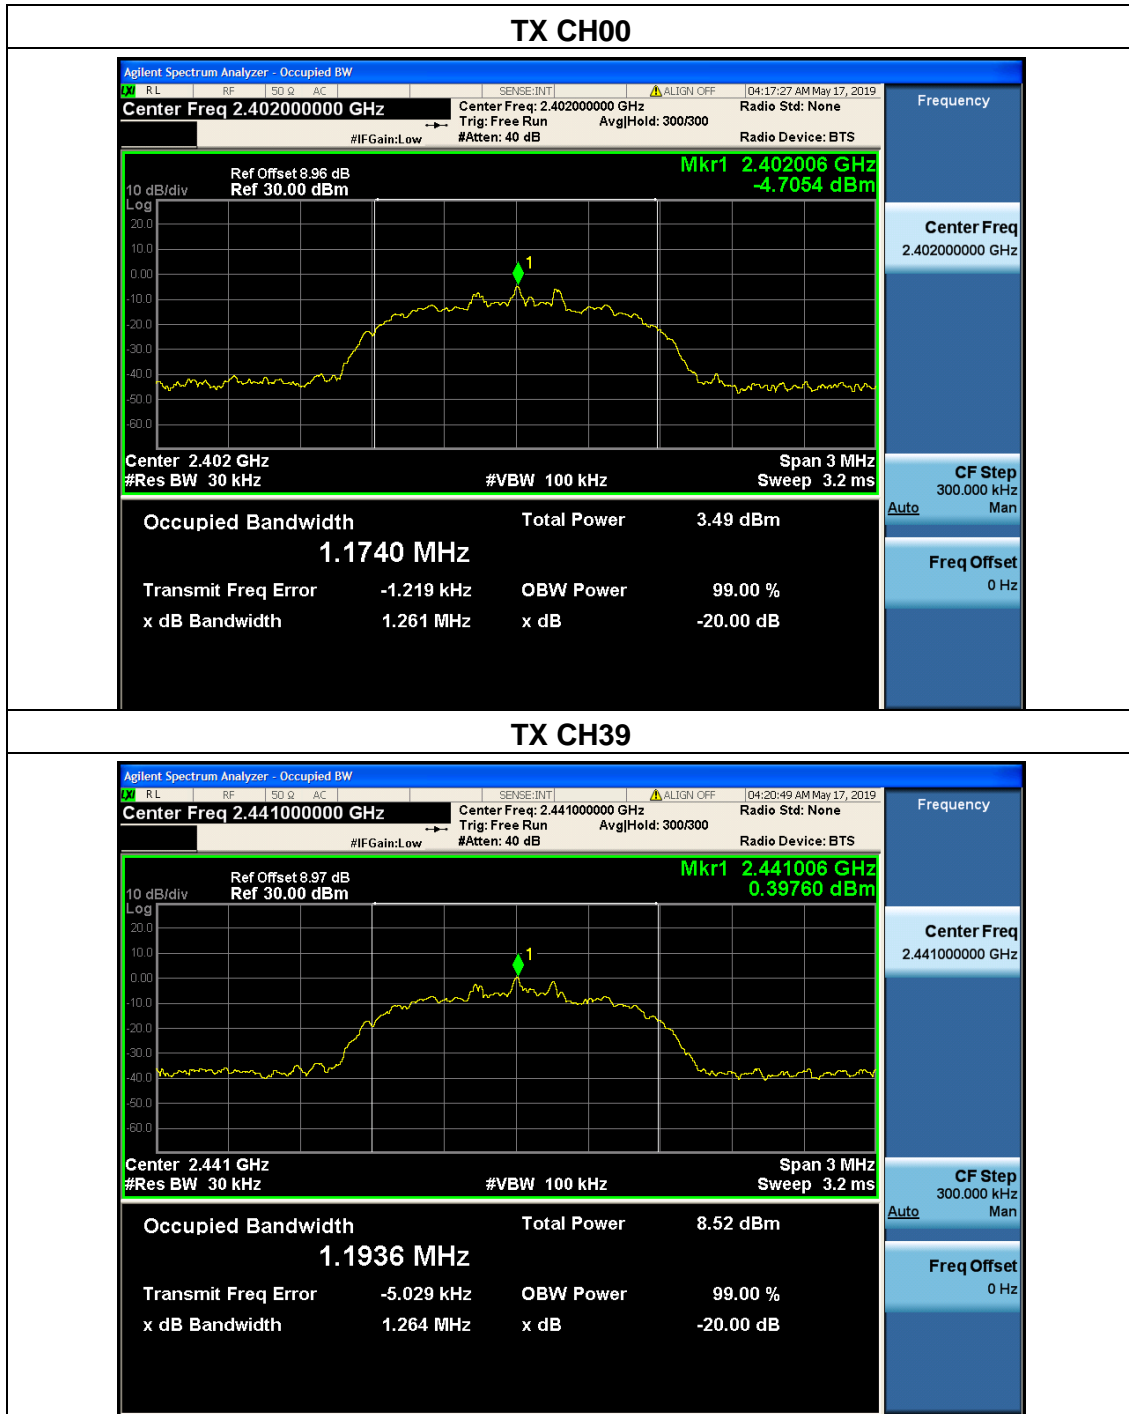 TX CH00
Agilent Spectrum Analyzer - Occupied BW
LXI RL RF 50 Ω AC SENSE:INT ALIGN OFF 04:17:27 AM May 17, 2019
Center Freq 2.402000000 GHz
Center Freq: 2.402000000 GHz Radio Std: None
Trig: Free Run Avg|Hold: 300/300
#IFGain:Low #Atten: 40 dB Radio Device: BTS
Frequency
Mkr1 2.402006 GHz
-4.7054 dBm
Ref Offset 8.96 dB
10 dB/div Ref 30.00 dBm
Log
20.0
10.0
0.00
-10.0
-20.0
-30.0
-40.0
-50.0
-60.0
1
Center 2.402 GHz Span 3 MHz
#Res BW 30 kHz #VBW 100 kHz Sweep 3.2 ms
Center Freq
2.402000000 GHz
CF Step
300.000 kHz
Auto Man
Freq Offset
0 Hz
Occupied Bandwidth Total Power 3.49 dBm
1.1740 MHz
Transmit Freq Error -1.219 kHz OBW Power 99.00 %
x dB Bandwidth 1.261 MHz x dB -20.00 dB
TX CH39
Agilent Spectrum Analyzer - Occupied BW
LXI RL RF 50 Ω AC SENSE:INT ALIGN OFF 04:20:49 AM May 17, 2019
Center Freq 2.441000000 GHz
Center Freq: 2.441000000 GHz Radio Std: None
Trig: Free Run Avg|Hold: 300/300
#IFGain:Low #Atten: 40 dB Radio Device: BTS
Frequency
Mkr1 2.441006 GHz
0.39760 dBm
Ref Offset 8.97 dB
10 dB/div Ref 30.00 dBm
Log
20.0
10.0
0.00
-10.0
-20.0
-30.0
-40.0
-50.0
-60.0
1
Center 2.441 GHz Span 3 MHz
#Res BW 30 kHz #VBW 100 kHz Sweep 3.2 ms
Center Freq
2.441000000 GHz
CF Step
300.000 kHz
Auto Man
Freq Offset
0 Hz
Occupied Bandwidth Total Power 8.52 dBm
1.1936 MHz
Transmit Freq Error -5.029 kHz OBW Power 99.00 %
x dB Bandwidth 1.264 MHz x dB -20.00 dB